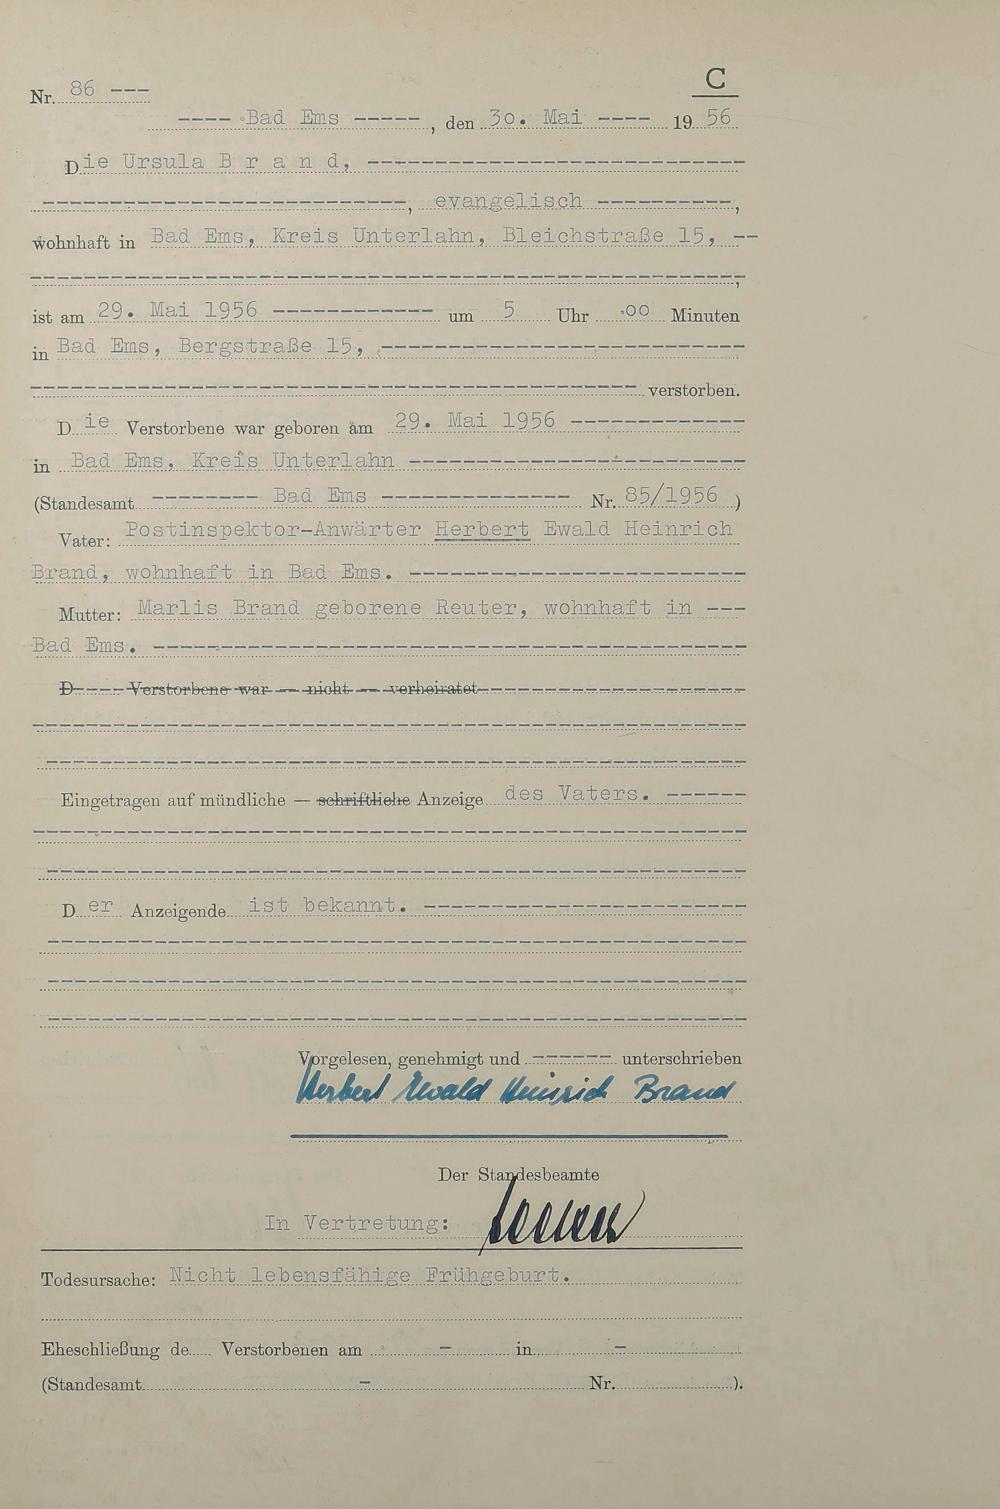 C
Nr. 86 ---
---- Bad Ems -----, den 30. Mai ---- 1956
Die Ursula B r a n d, ----------------------------
---------------------------, evangelisch ----------,
wohnhaft in Bad Ems, Kreis Unterlahn, Bleichstraße 15, --
-----------------------------------------------------,
ist am 29. Mai 1956 ------------ um 5 Uhr 00 Minuten
in Bad Ems, Bergstraße 15, ---------------------------
--------------------------------------------- verstorben.
Die Verstorbene war geboren am 29. Mai 1956 -------------
in Bad Ems, Kreis Unterlahn -------------------------
(Standesamt -------- Bad Ems -------------- Nr. 85/1956 )
Vater: Postinspektor-Anwärter Herbert Ewald Heinrich
Brand, wohnhaft in Bad Ems. -------------------------
Mutter: Marlis Brand geborene Reuter, wohnhaft in ---
Bad Ems. --------------------------------------------
D---- Verstorbene war — nicht — verheiratet-------------------
-----------------------------------------------------
----------------------------------------------------
Eingetragen auf mündliche — schriftliche Anzeige des Vaters. ------
-----------------------------------------------------
----------------------------------------------------
Der Anzeigende ist bekannt. ------------------------
----------------------------------------------------
----------------------------------------------------
----------------------------------------------------
Vorgelesen, genehmigt und ------ unterschrieben
Herbert Ewald Heinrich Brand
Der Standesbeamte
In Vertretung:
Todesursache: Nicht lebensfähige Frühgeburt.
Eheschließung de..... Verstorbenen am - in -
(Standesamt - Nr. ).